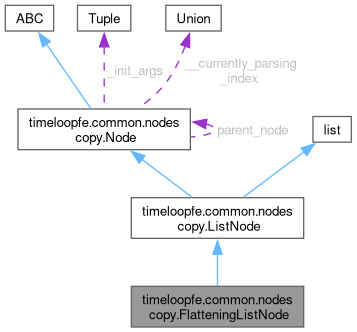 ABC
Tuple
Union
_init_args
__currently_parsing
_index
timeloopfe.common.nodes
copy.Node
parent_node
list
timeloopfe.common.nodes
copy.ListNode
timeloopfe.common.nodes
copy.FlatteningListNode